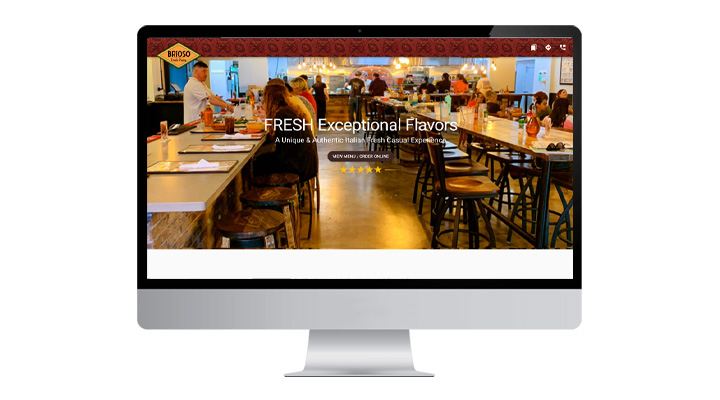 BRIOSO
Fresh Pasta
FRESH Exceptional Flavors
A Unique & Authentic Italian Fresh Casual Experience
VIEW MENU / ORDER ONLINE